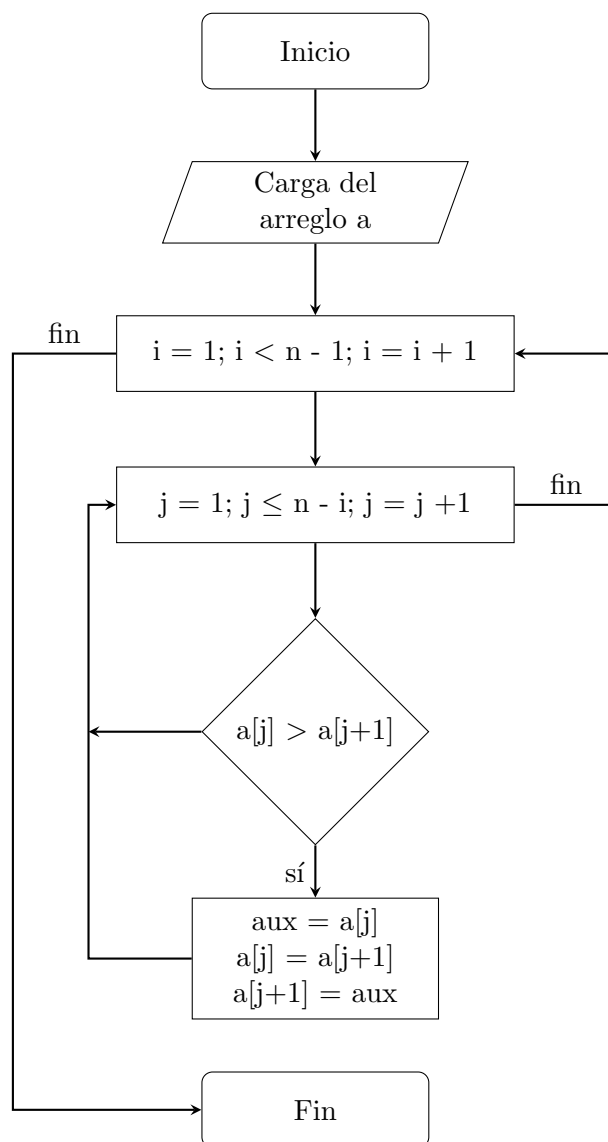 Inicio
Carga del
arreglo a
fin
i = 1; i < n - 1; i = i + 1
j = 1; j ≤ n - i; j = j +1
fin
a[j] > a[j+1]
sí
aux = a[j]
a[j] = a[j+1]
a[j+1] = aux
Fin